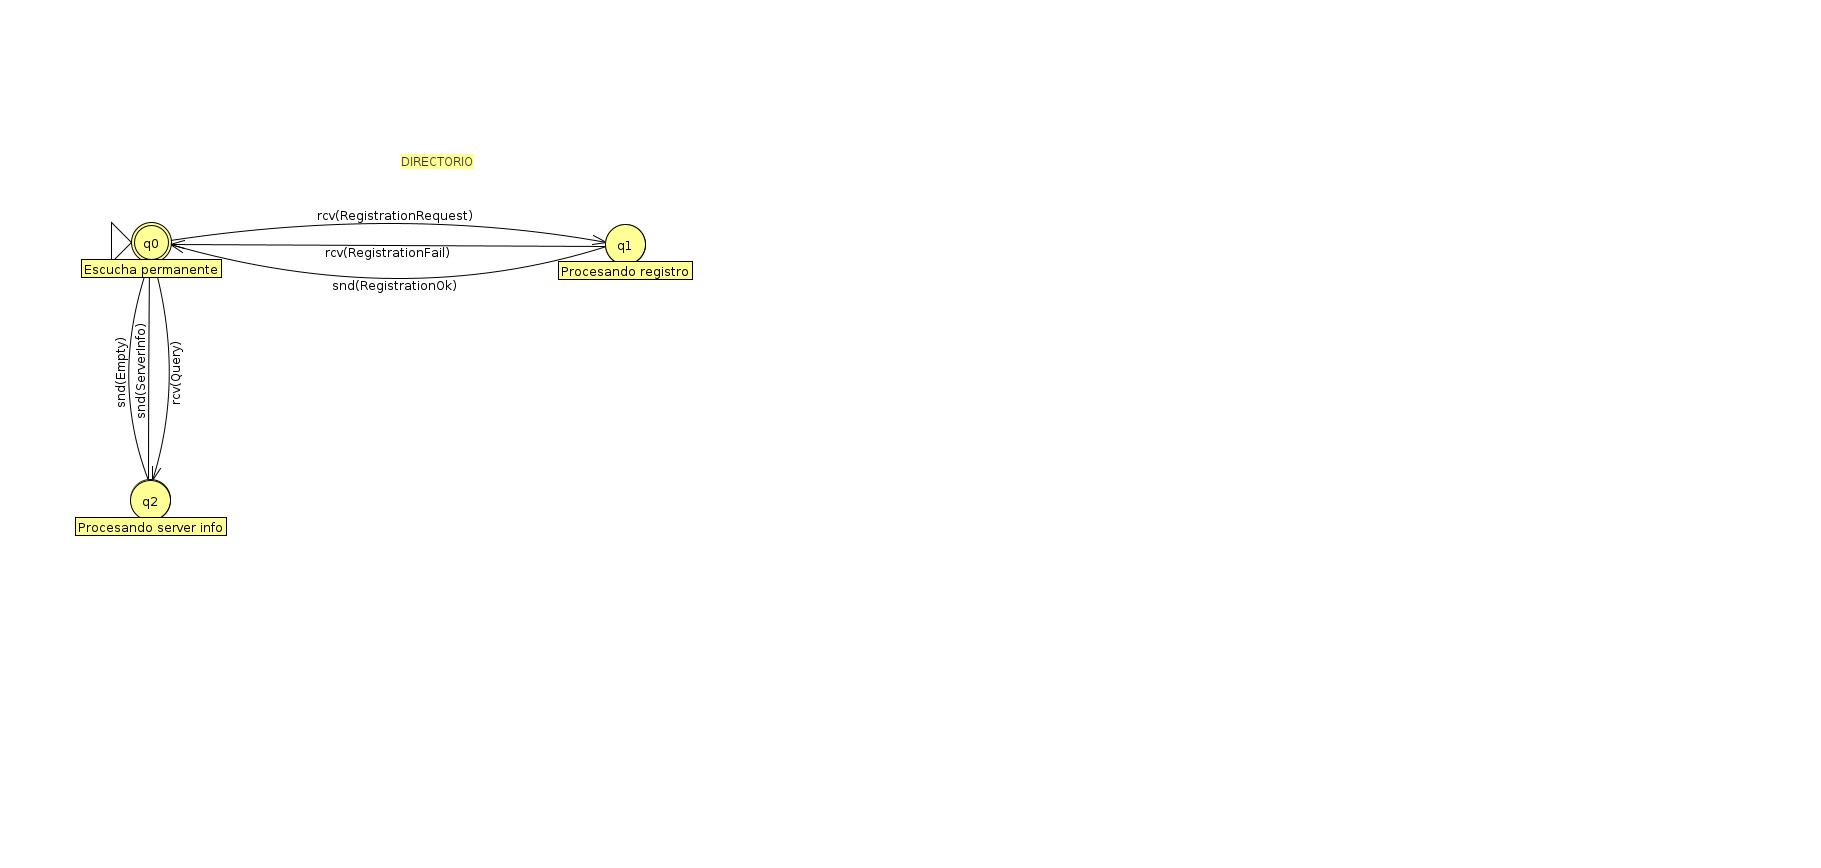 DIRECTORIO
rcv(RegistrationRequest)
q0
q1
rcv(RegistrationFail)
Escucha permanente
Procesando registro
snd(RegistrationOk)
snd(Empty)
snd(ServerInfo)
rcv(Query)
q2
Procesando server info